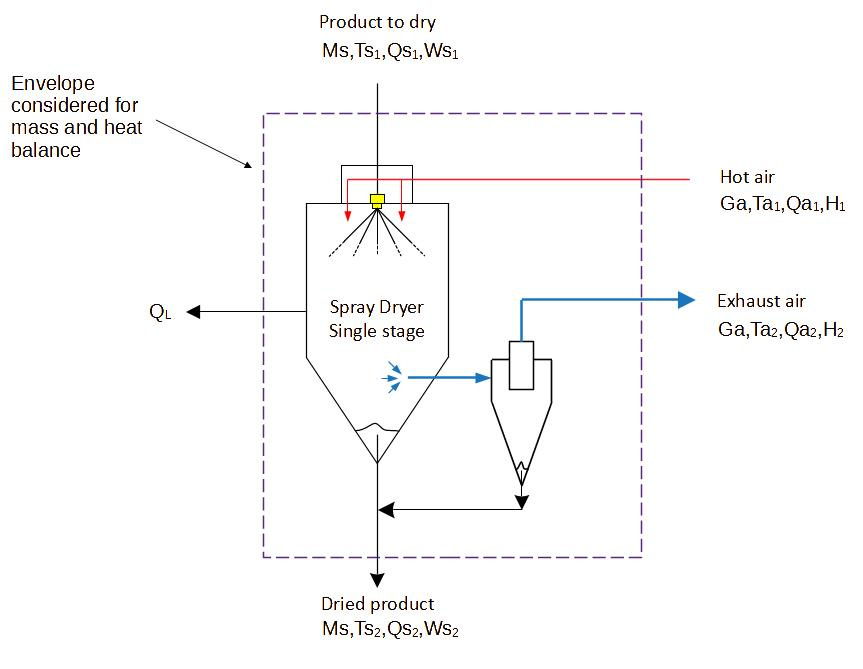 Product to dry
Ms,Ts1,Qs1,Ws1
Envelope
considered for
mass and heat
balance
Hot air
Ga,Ta1,Qa1,H1
Exhaust air
Ga,Ta2,Qa2,H2
QL
Spray Dryer
Single stage
Dried product
Ms,Ts2,Qs2,Ws2